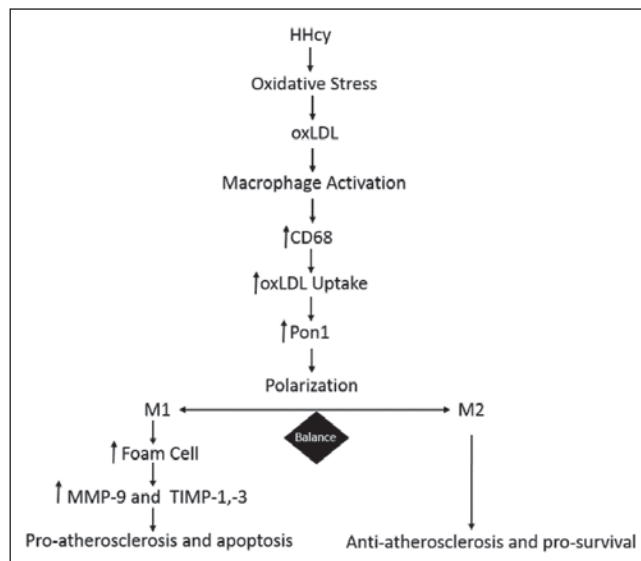 HHcy
Oxidative Stress
oxLDL
Macrophage Activation
↑CD68
↑oxLDL Uptake
↑Pon1
Polarization
M1
M2
Balance
↑Foam Cell
↑MMP-9 and TIMP-1,-3
Pro-atherosclerosis and apoptosis
Anti-atherosclerosis and pro-survival